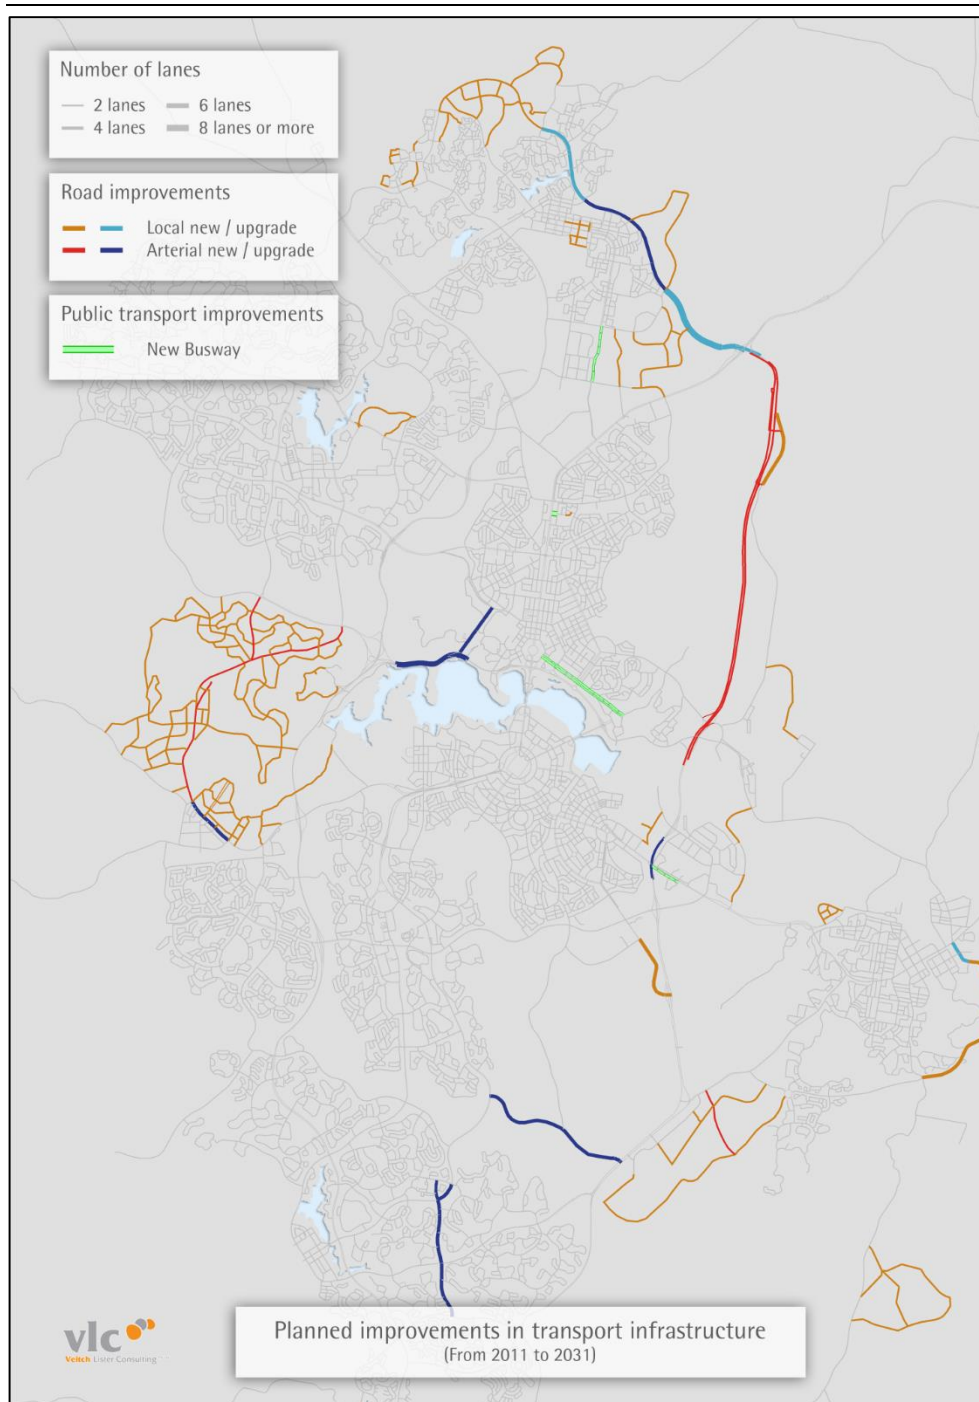 Number of lanes
2 lanes 6 lanes
4 lanes 8 lanes or more
Road improvements
Local new / upgrade
Arterial new / upgrade
Public transport improvements
New Busway
vlc
Veitch Lister Consulting
Planned improvements in transport infrastructure
(From 2011 to 2031)